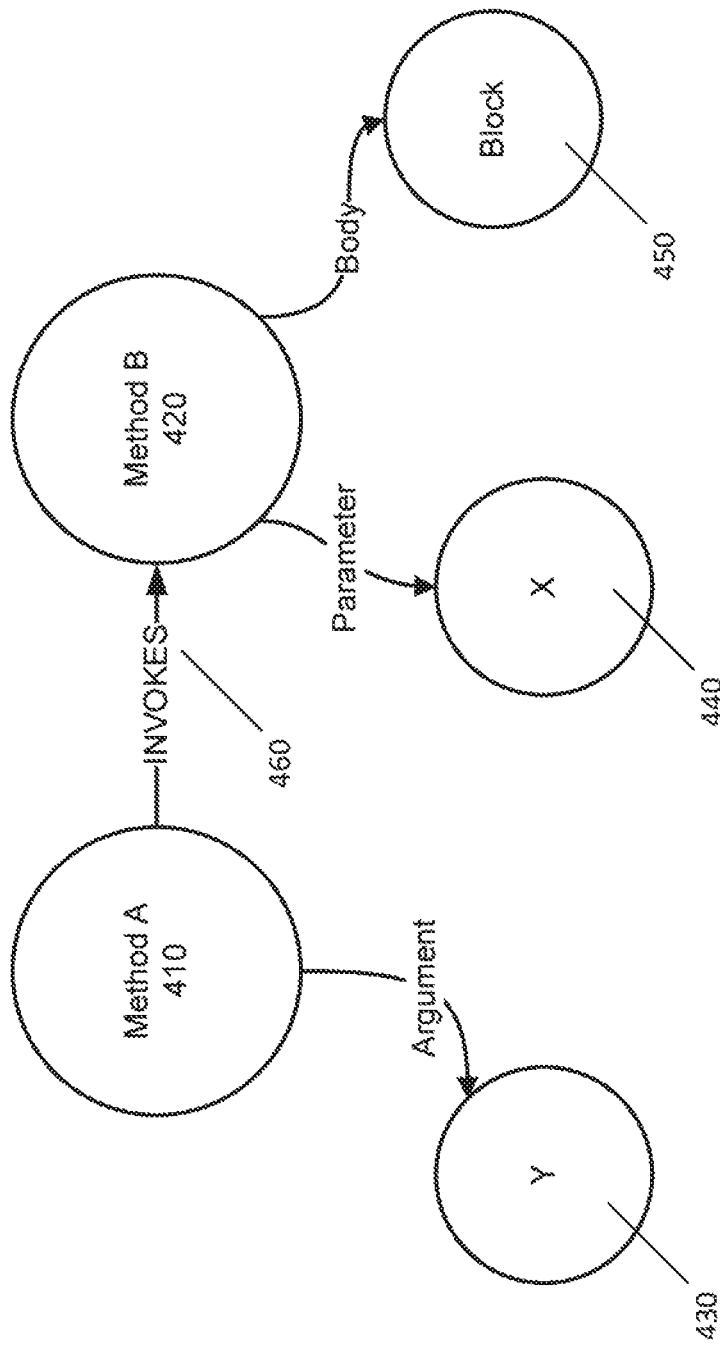 Method A
410
INVOKES
460
Method B
420
Argument
Parameter
Body
Y
430
X
440
Block
450